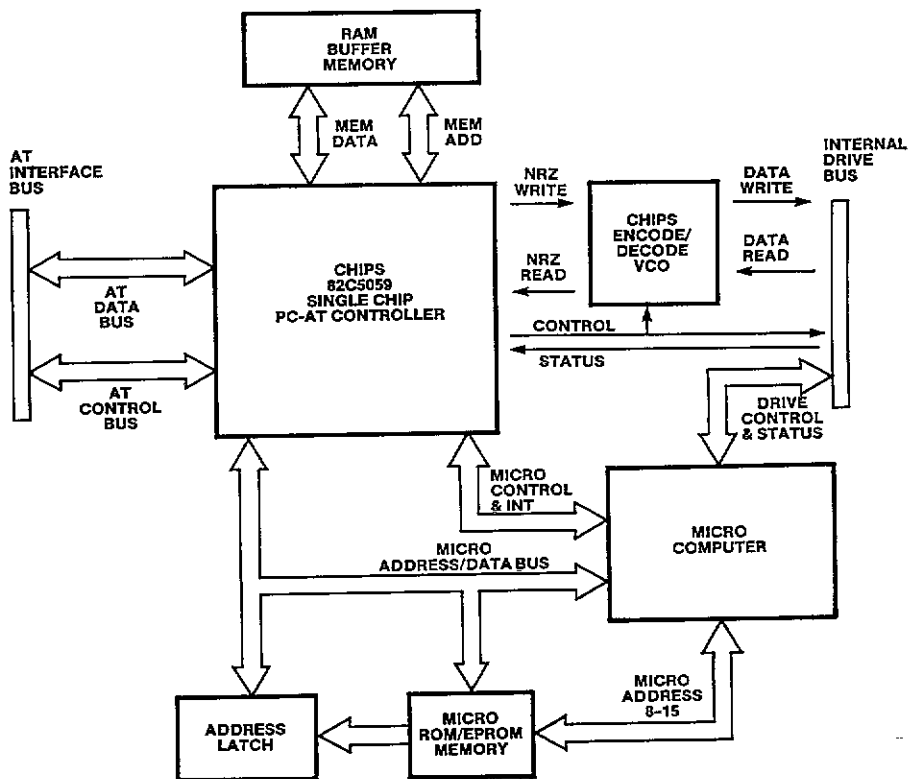 RAM
BUFFER
MEMORY
MEM
DATA
MEM
ADD
AT
INTERFACE
BUS
INTERNAL
DRIVE
BUS
NRZ
WRITE
DATA
WRITE
CHIPS
ENCODE/
DECODE
VCO
NRZ
READ
DATA
READ
CHIPS
82C5059
SINGLE CHIP
PC-AT CONTROLLER
AT
DATA
BUS
CONTROL
STATUS
AT
CONTROL
BUS
DRIVE
CONTROL
& STATUS
MICRO
CONTROL
& INT
MICRO
COMPUTER
MICRO
ADDRESS/DATA BUS
MICRO
ADDRESS
8-15
ADDRESS
LATCH
MICRO
ROM/EPROM
MEMORY